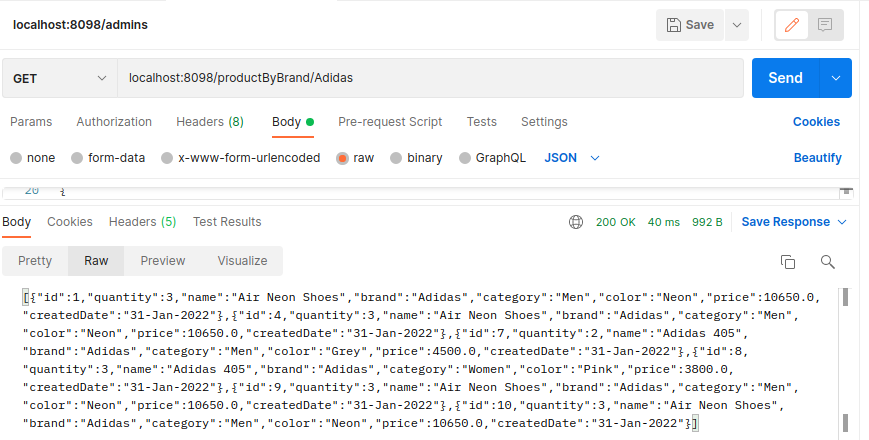 localhost:8098/admins
Save
GET
localhost:8098/productByBrand/Adidas
Send
Params Authorization Headers (8) Body Pre-request Script Tests Settings Cookies
none form-data x-www-form-urlencoded raw binary GraphQL JSON Beautify
20 {
Body Cookies Headers (5) Test Results 200 OK 40 ms 992 B Save Response
Pretty Raw Preview Visualize
[{"id":1,"quantity":3,"name":"Air Neon Shoes","brand":"Adidas","category":"Men","color":"Neon","price":10650.0,
"createdDate":"31-Jan-2022"},{"id":4,"quantity":3,"name":"Air Neon Shoes","brand":"Adidas","category":"Men",
"color":"Neon","price":10650.0,"createdDate":"31-Jan-2022"},{"id":7,"quantity":2,"name":"Adidas 405",
"brand":"Adidas","category":"Men","color":"Grey","price":4500.0,"createdDate":"31-Jan-2022"},{"id":8,
"quantity":3,"name":"Adidas 405","brand":"Adidas","category":"Women","color":"Pink","price":3800.0,
"createdDate":"31-Jan-2022"},{"id":9,"quantity":3,"name":"Air Neon Shoes","brand":"Adidas","category":"Men",
"color":"Neon","price":10650.0,"createdDate":"31-Jan-2022"},{"id":10,"quantity":3,"name":"Air Neon Shoes",
"brand":"Adidas","category":"Men","color":"Neon","price":10650.0,"createdDate":"31-Jan-2022"}]